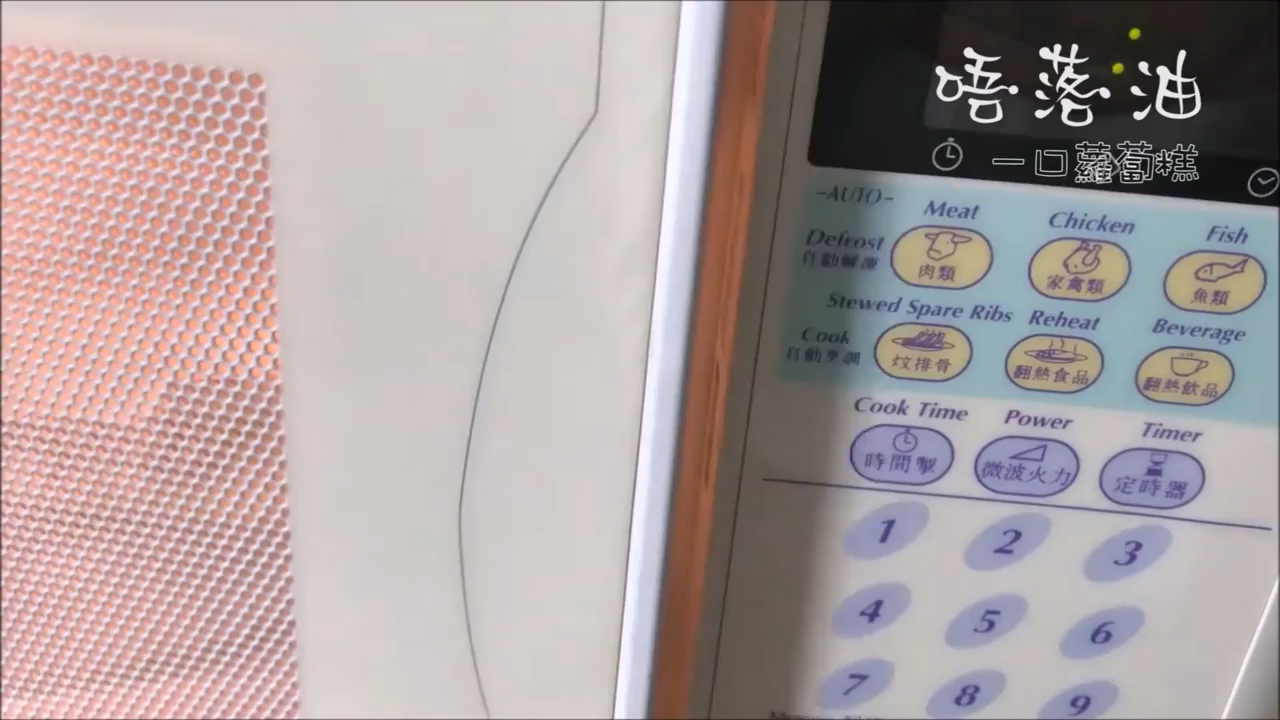 唔落油
一口蘿蔔糕
-AUTO-
Meat Chicken Fish
Defrost
自動解凍
肉類 家禽類 魚類
Stewed Spare Ribs Reheat Beverage
Cook
自動烹調
炆排骨 翻熱食品 翻熱飲品
Cook Time Power Timer
時間掣 微波火力 定時器
1 2 3
4 5 6
7 8 9